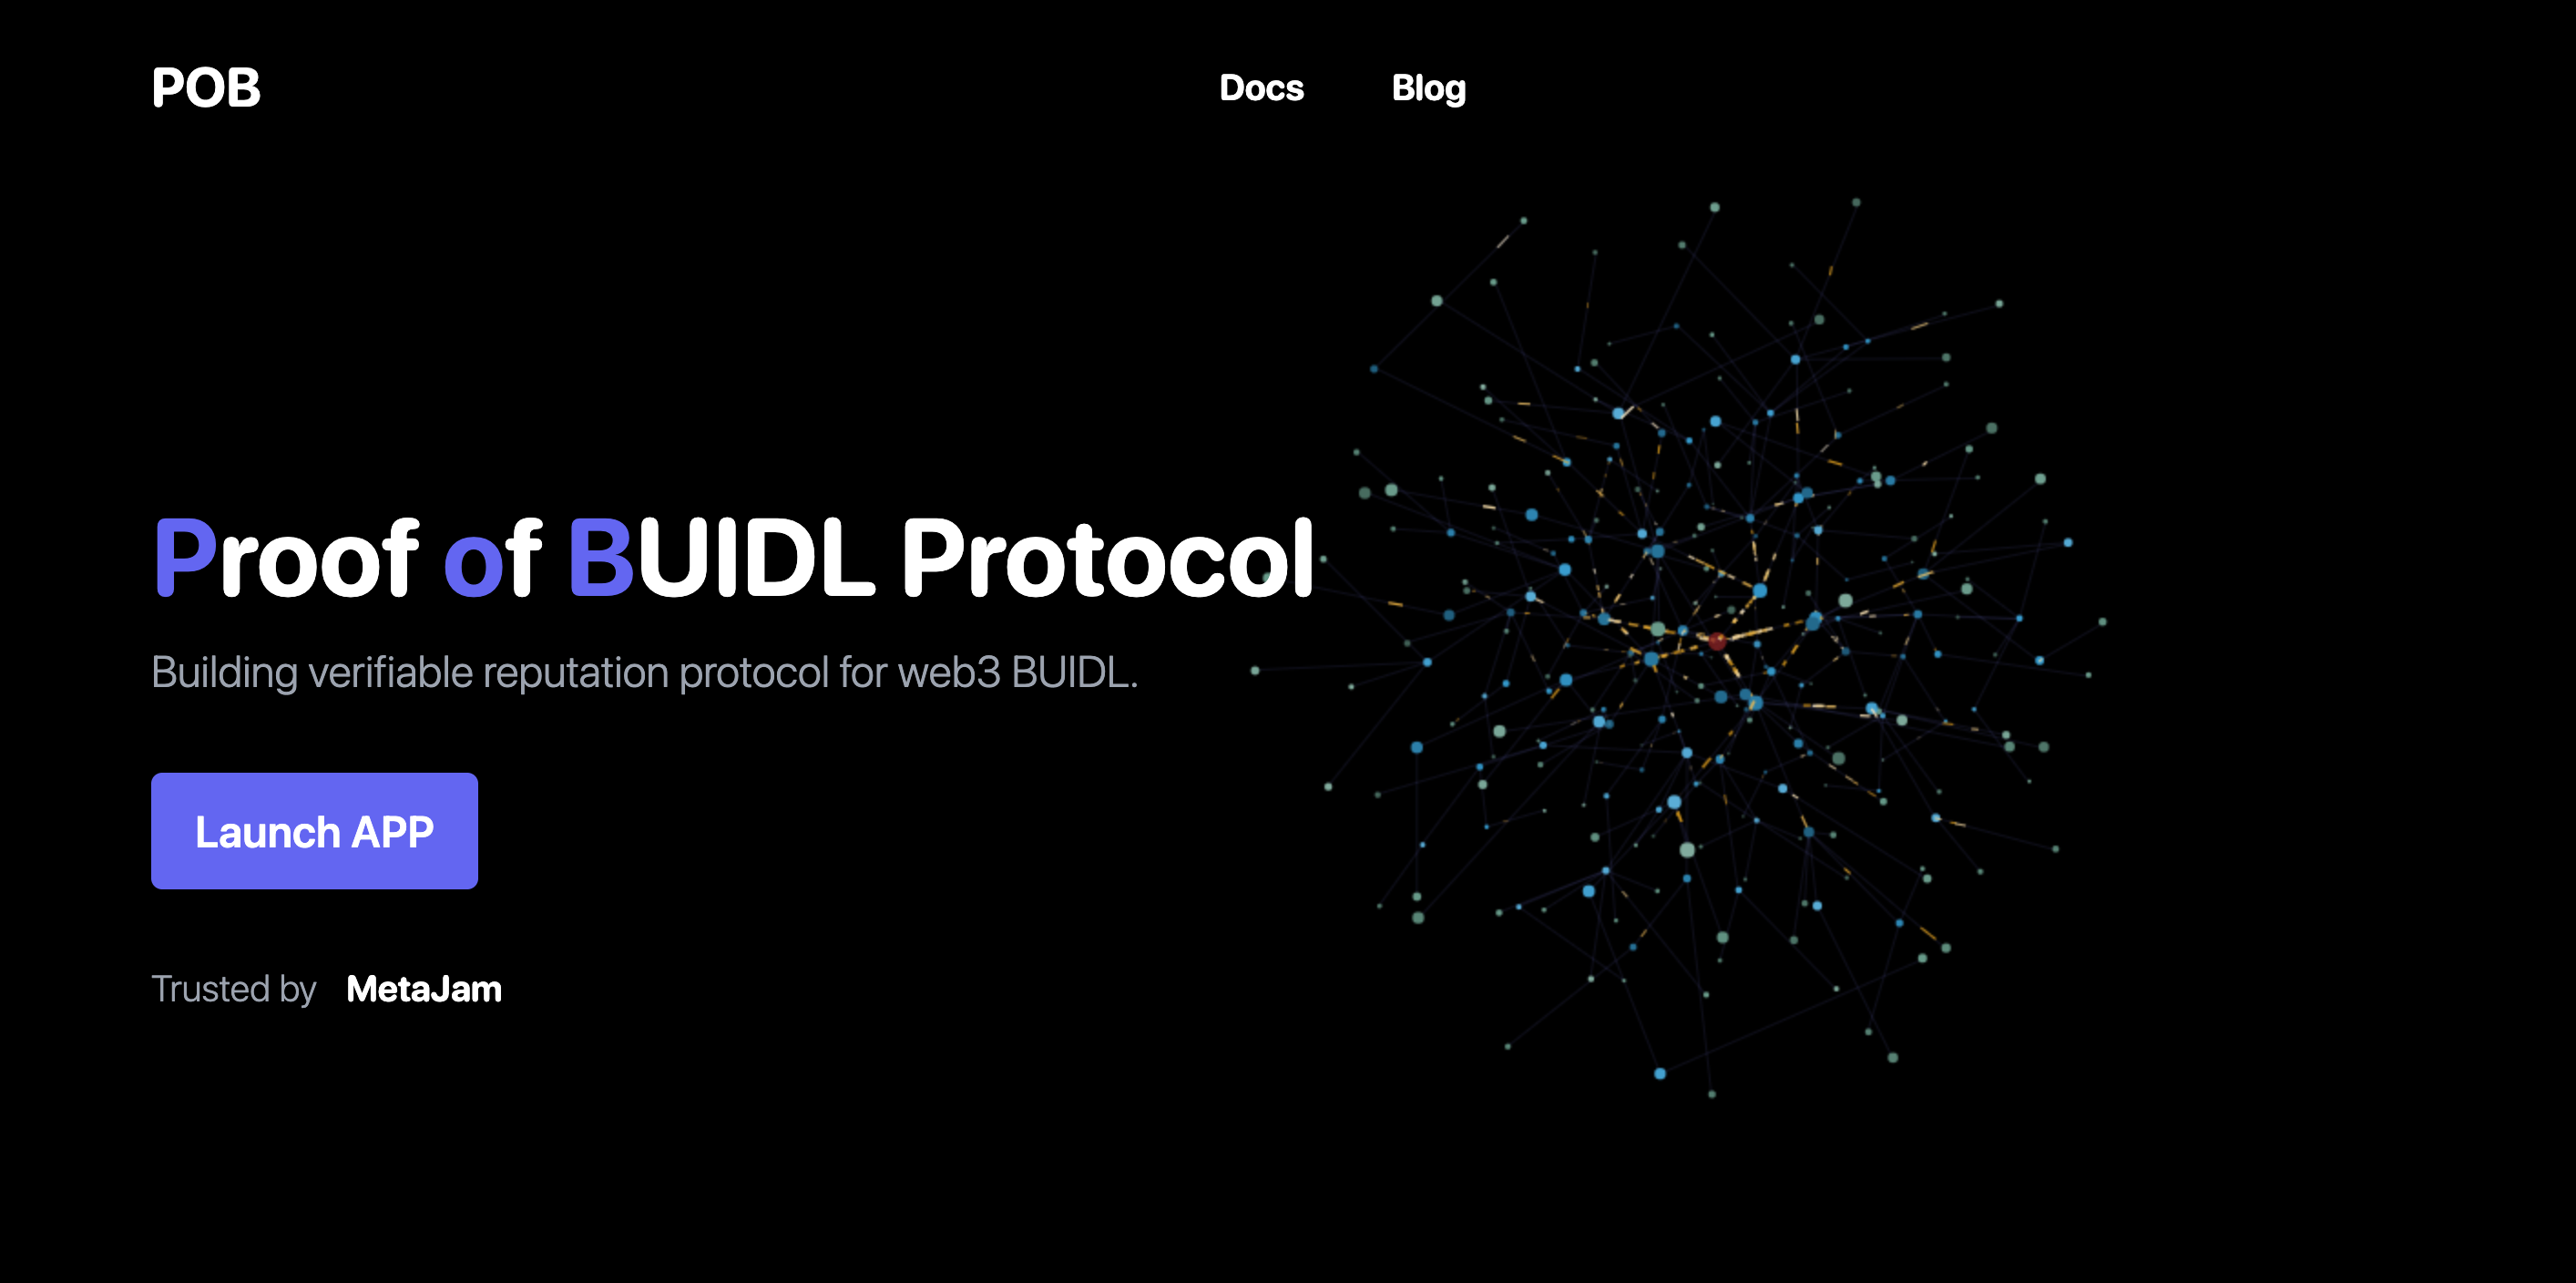 POB
Docs Blog
Proof of BUIDL Protocol
Building verifiable reputation protocol for web3 BUIDL.
Launch APP
Trusted by MetaJam